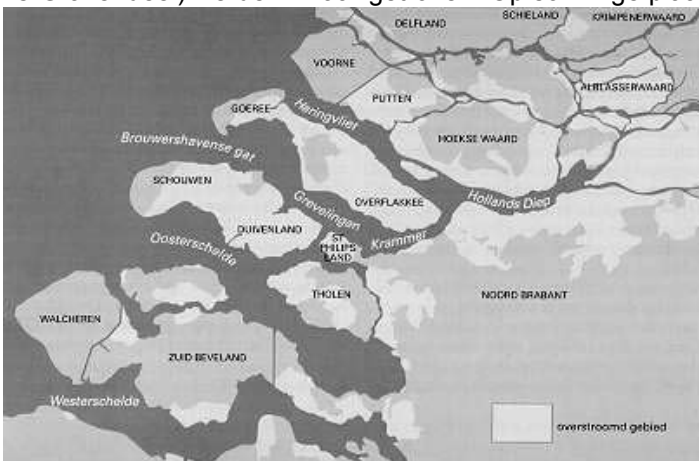 DELFLAND
SCHIELAND
KRIMPENERWAARD
VOORNE
PUTTEN
ALBLASSERWAARD
GOEREE
Haringvliet
HOEKSE WAARD
Brouwershavense gat
SCHOUWEN
OVERFLAKKEE
Hollands Diep
Grevelingen
DUIVENLAND
Krammer
Oosterschelde
ST
PHILIPS
LAND
THOLEN
NOORD BRABANT
WALCHEREN
ZUID BEVELAND
Westerschelde
overstroomd gebied